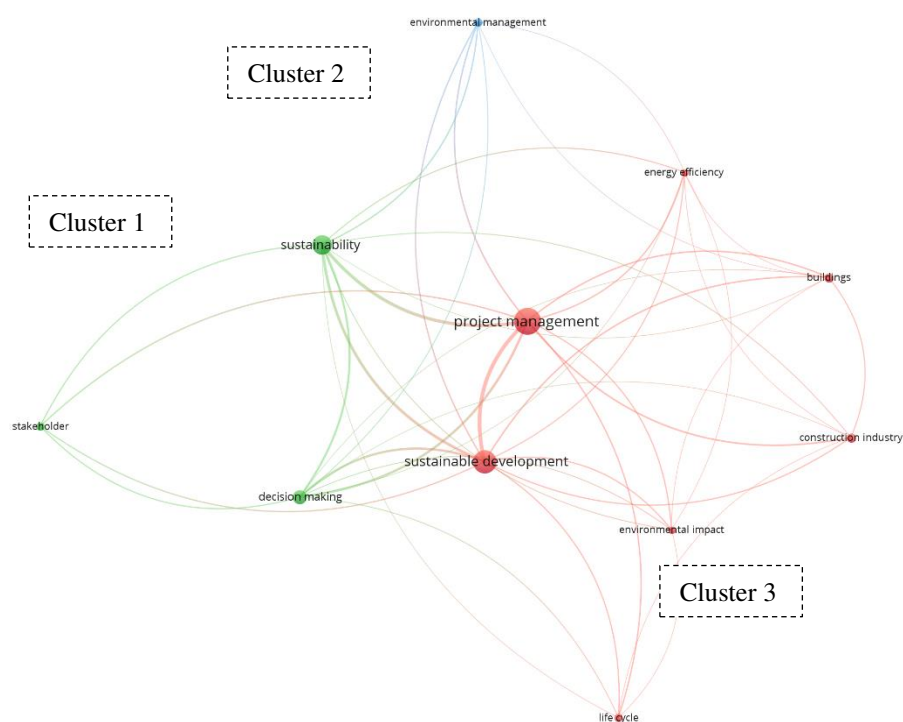 environmental management
Cluster 2
energy efficiency
Cluster 1
sustainability
buildings
project management
stakeholder
construction industry
sustainable development
decision making
environmental impact
Cluster 3
life cycle